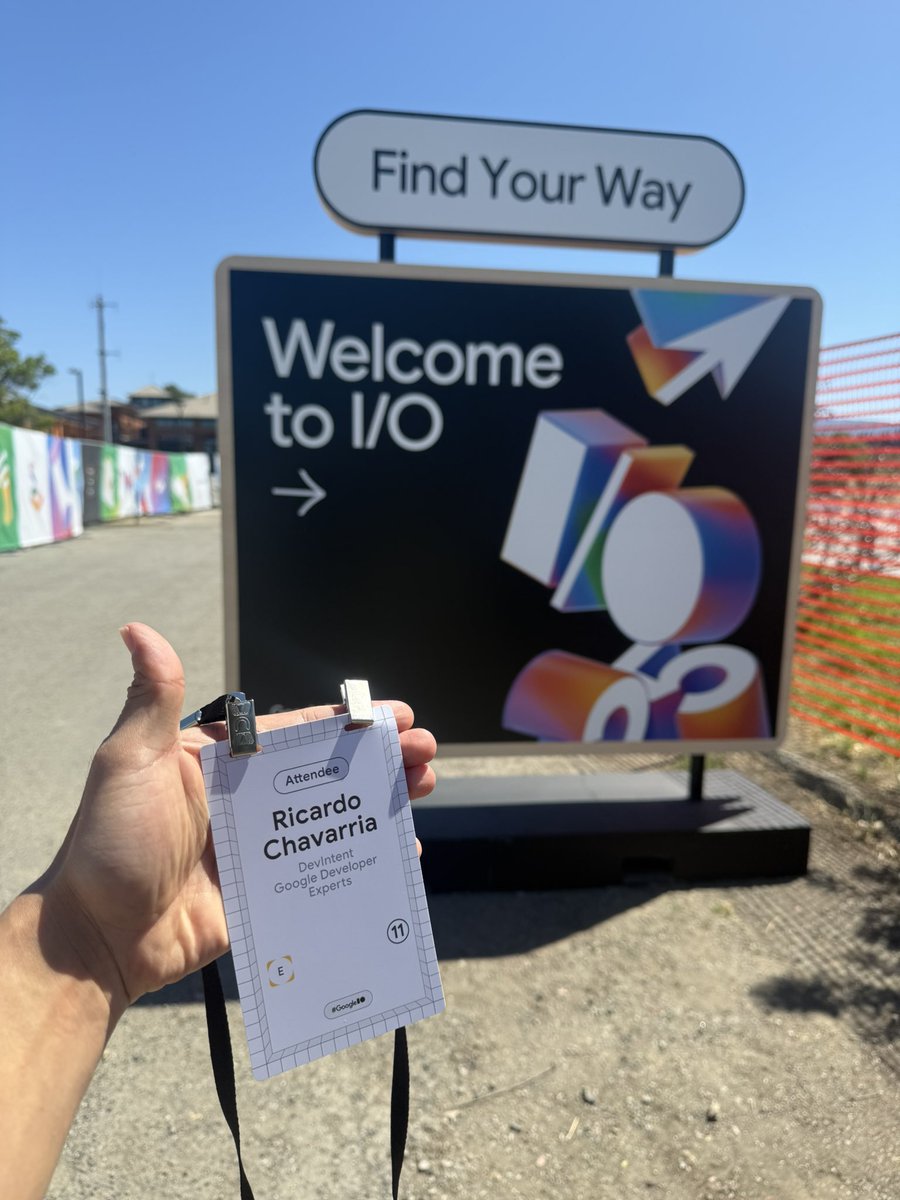 Find Your Way
Welcome
to I/O
→
Attendee
Ricardo
Chavarria
DevIntent
Google Developer
Experts
11
E
#GoogleIO